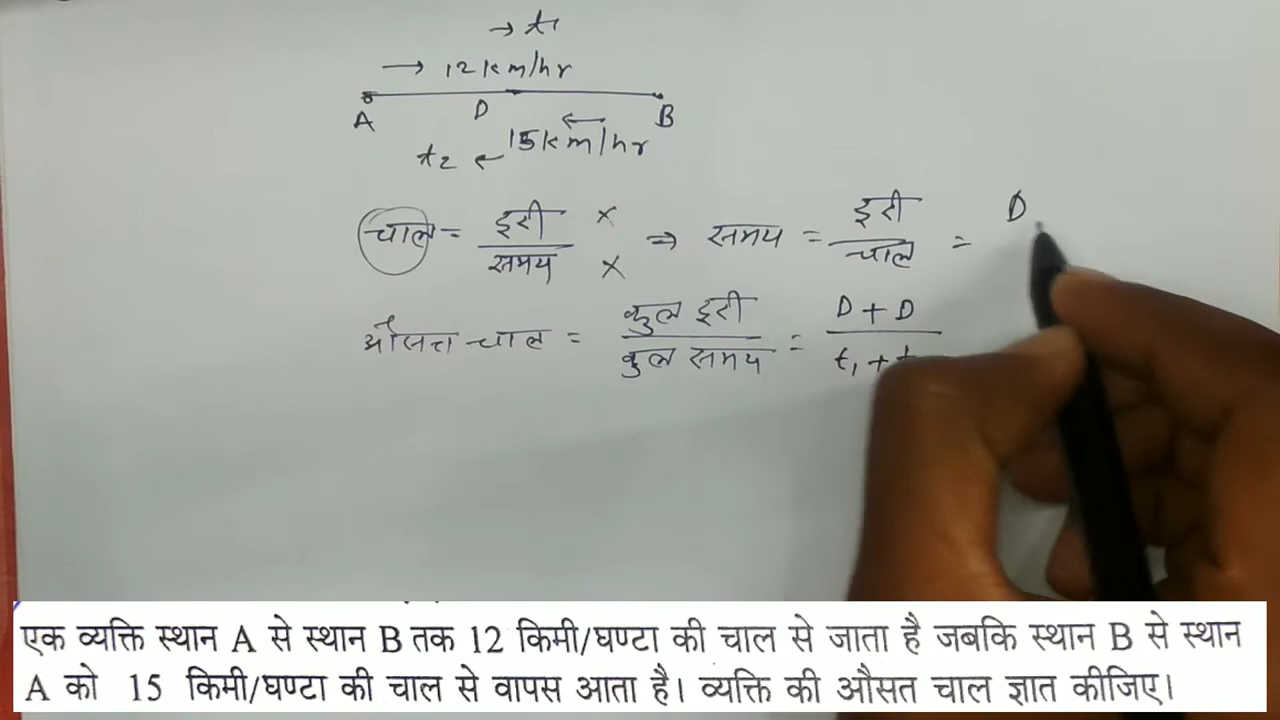 → t1
→ 12km/hr
A D B
t2 ← 15km/hr ←
चाल = दूरी / समय × × ⇒ समय = दूरी / चाल = D
औसत चाल = कुल दूरी / कुल समय = D + D / t1 + t
एक व्यक्ति स्थान A से स्थान B तक 12 किमी/घण्टा की चाल से जाता है जबकि स्थान B से स्थान
A को 15 किमी/घण्टा की चाल से वापस आता है। व्यक्ति की औसत चाल ज्ञात कीजिए।